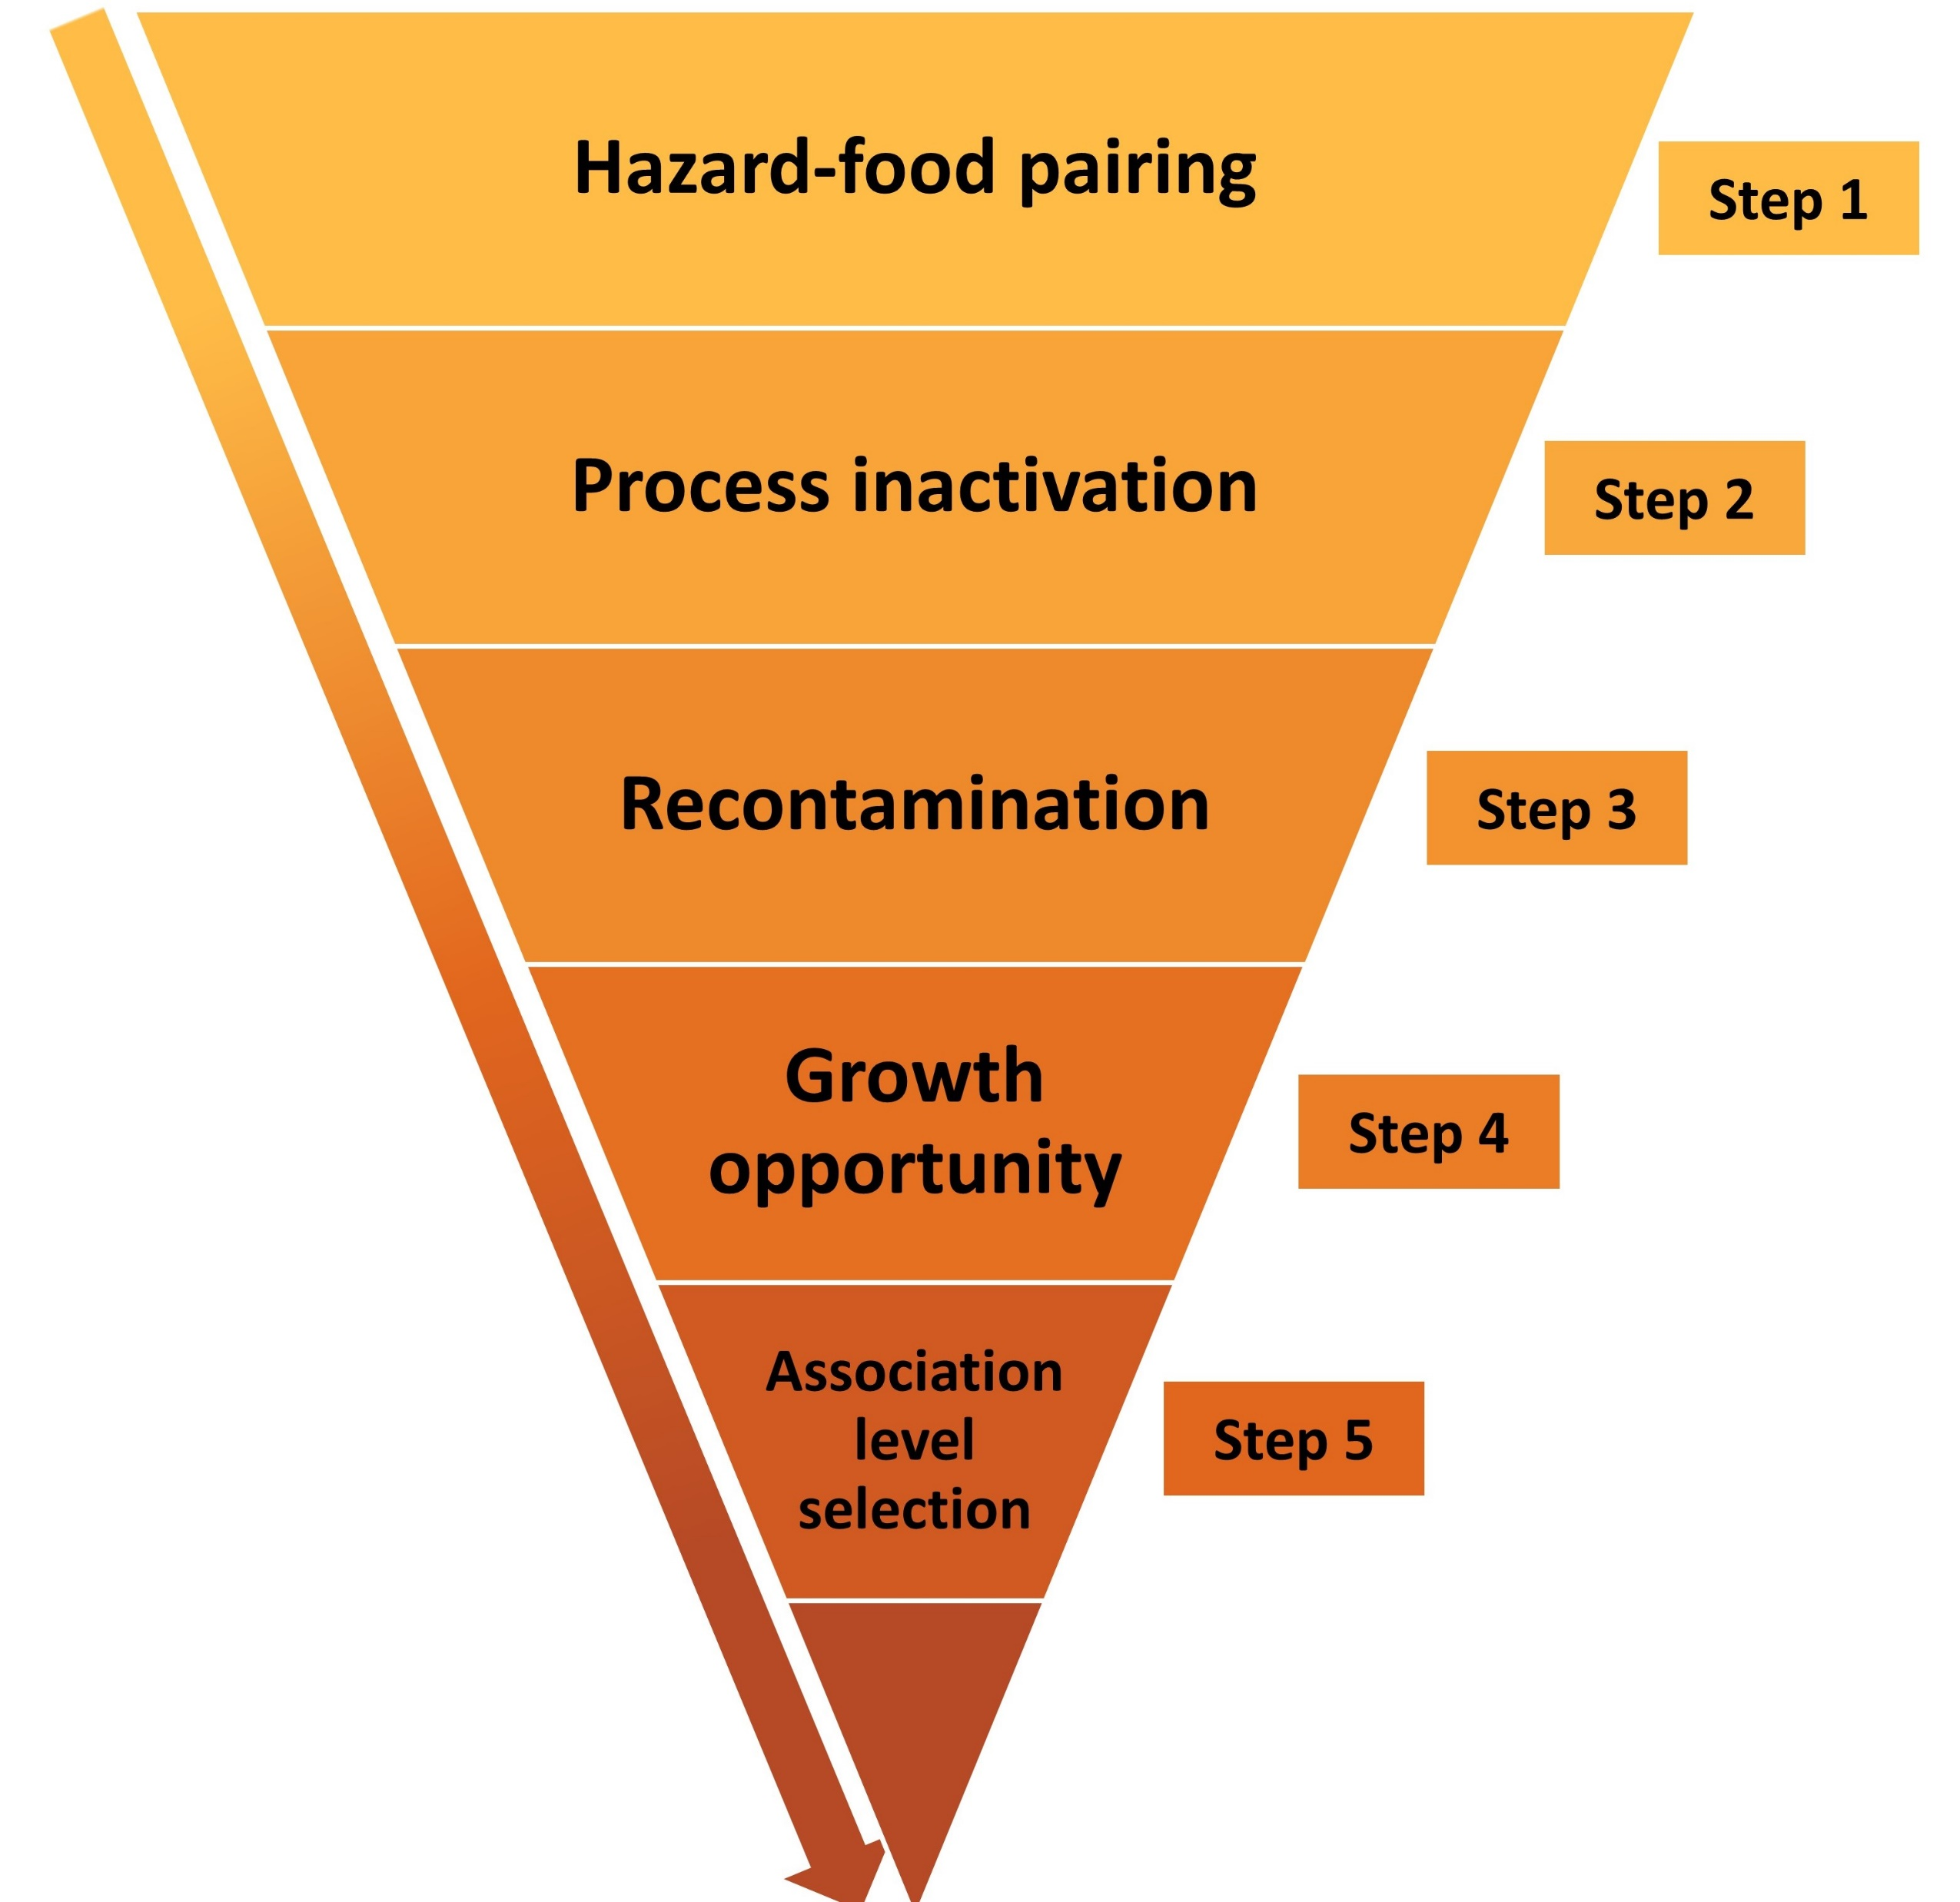 Hazard-food pairing
Step 1
Process inactivation
Step 2
Recontamination
Step 3
Growth
opportunity
Step 4
Association
level
selection
Step 5